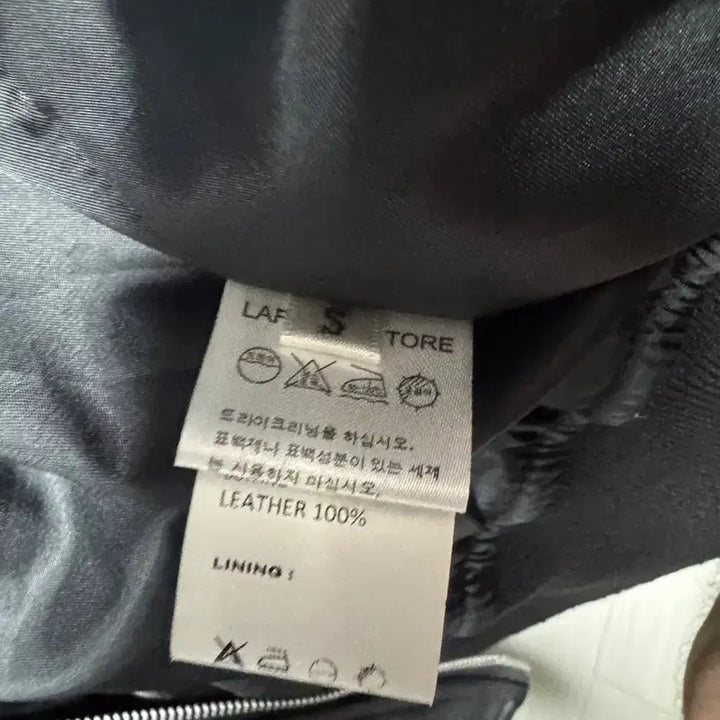 LAF
S
TORE
드라이크리닝을 하십시오.
표백제나 표백성분이 있는 세제
는 사용하지 마십시오.
LEATHER 100%
LINING :